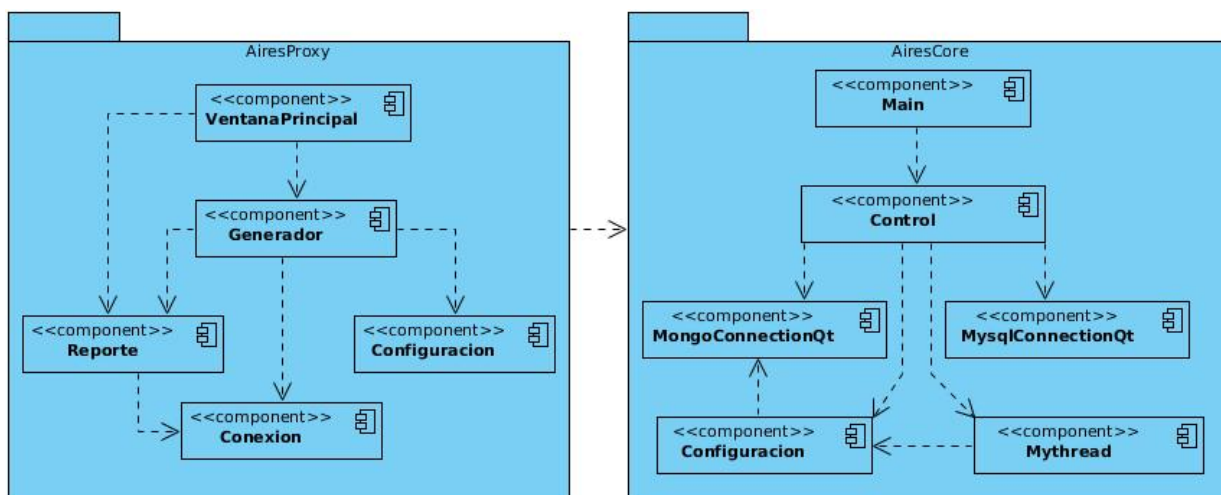 AiresProxy
<<component>>
VentanaPrincipal
<<component>>
Generador
<<component>>
Reporte
<<component>>
Configuracion
<<component>>
Conexion
AiresCore
<<component>>
Main
<<component>>
Control
<<component>>
MongoConnectionQt
<<component>>
MysqlConnectionQt
<<component>>
Configuracion
<<component>>
Mythread